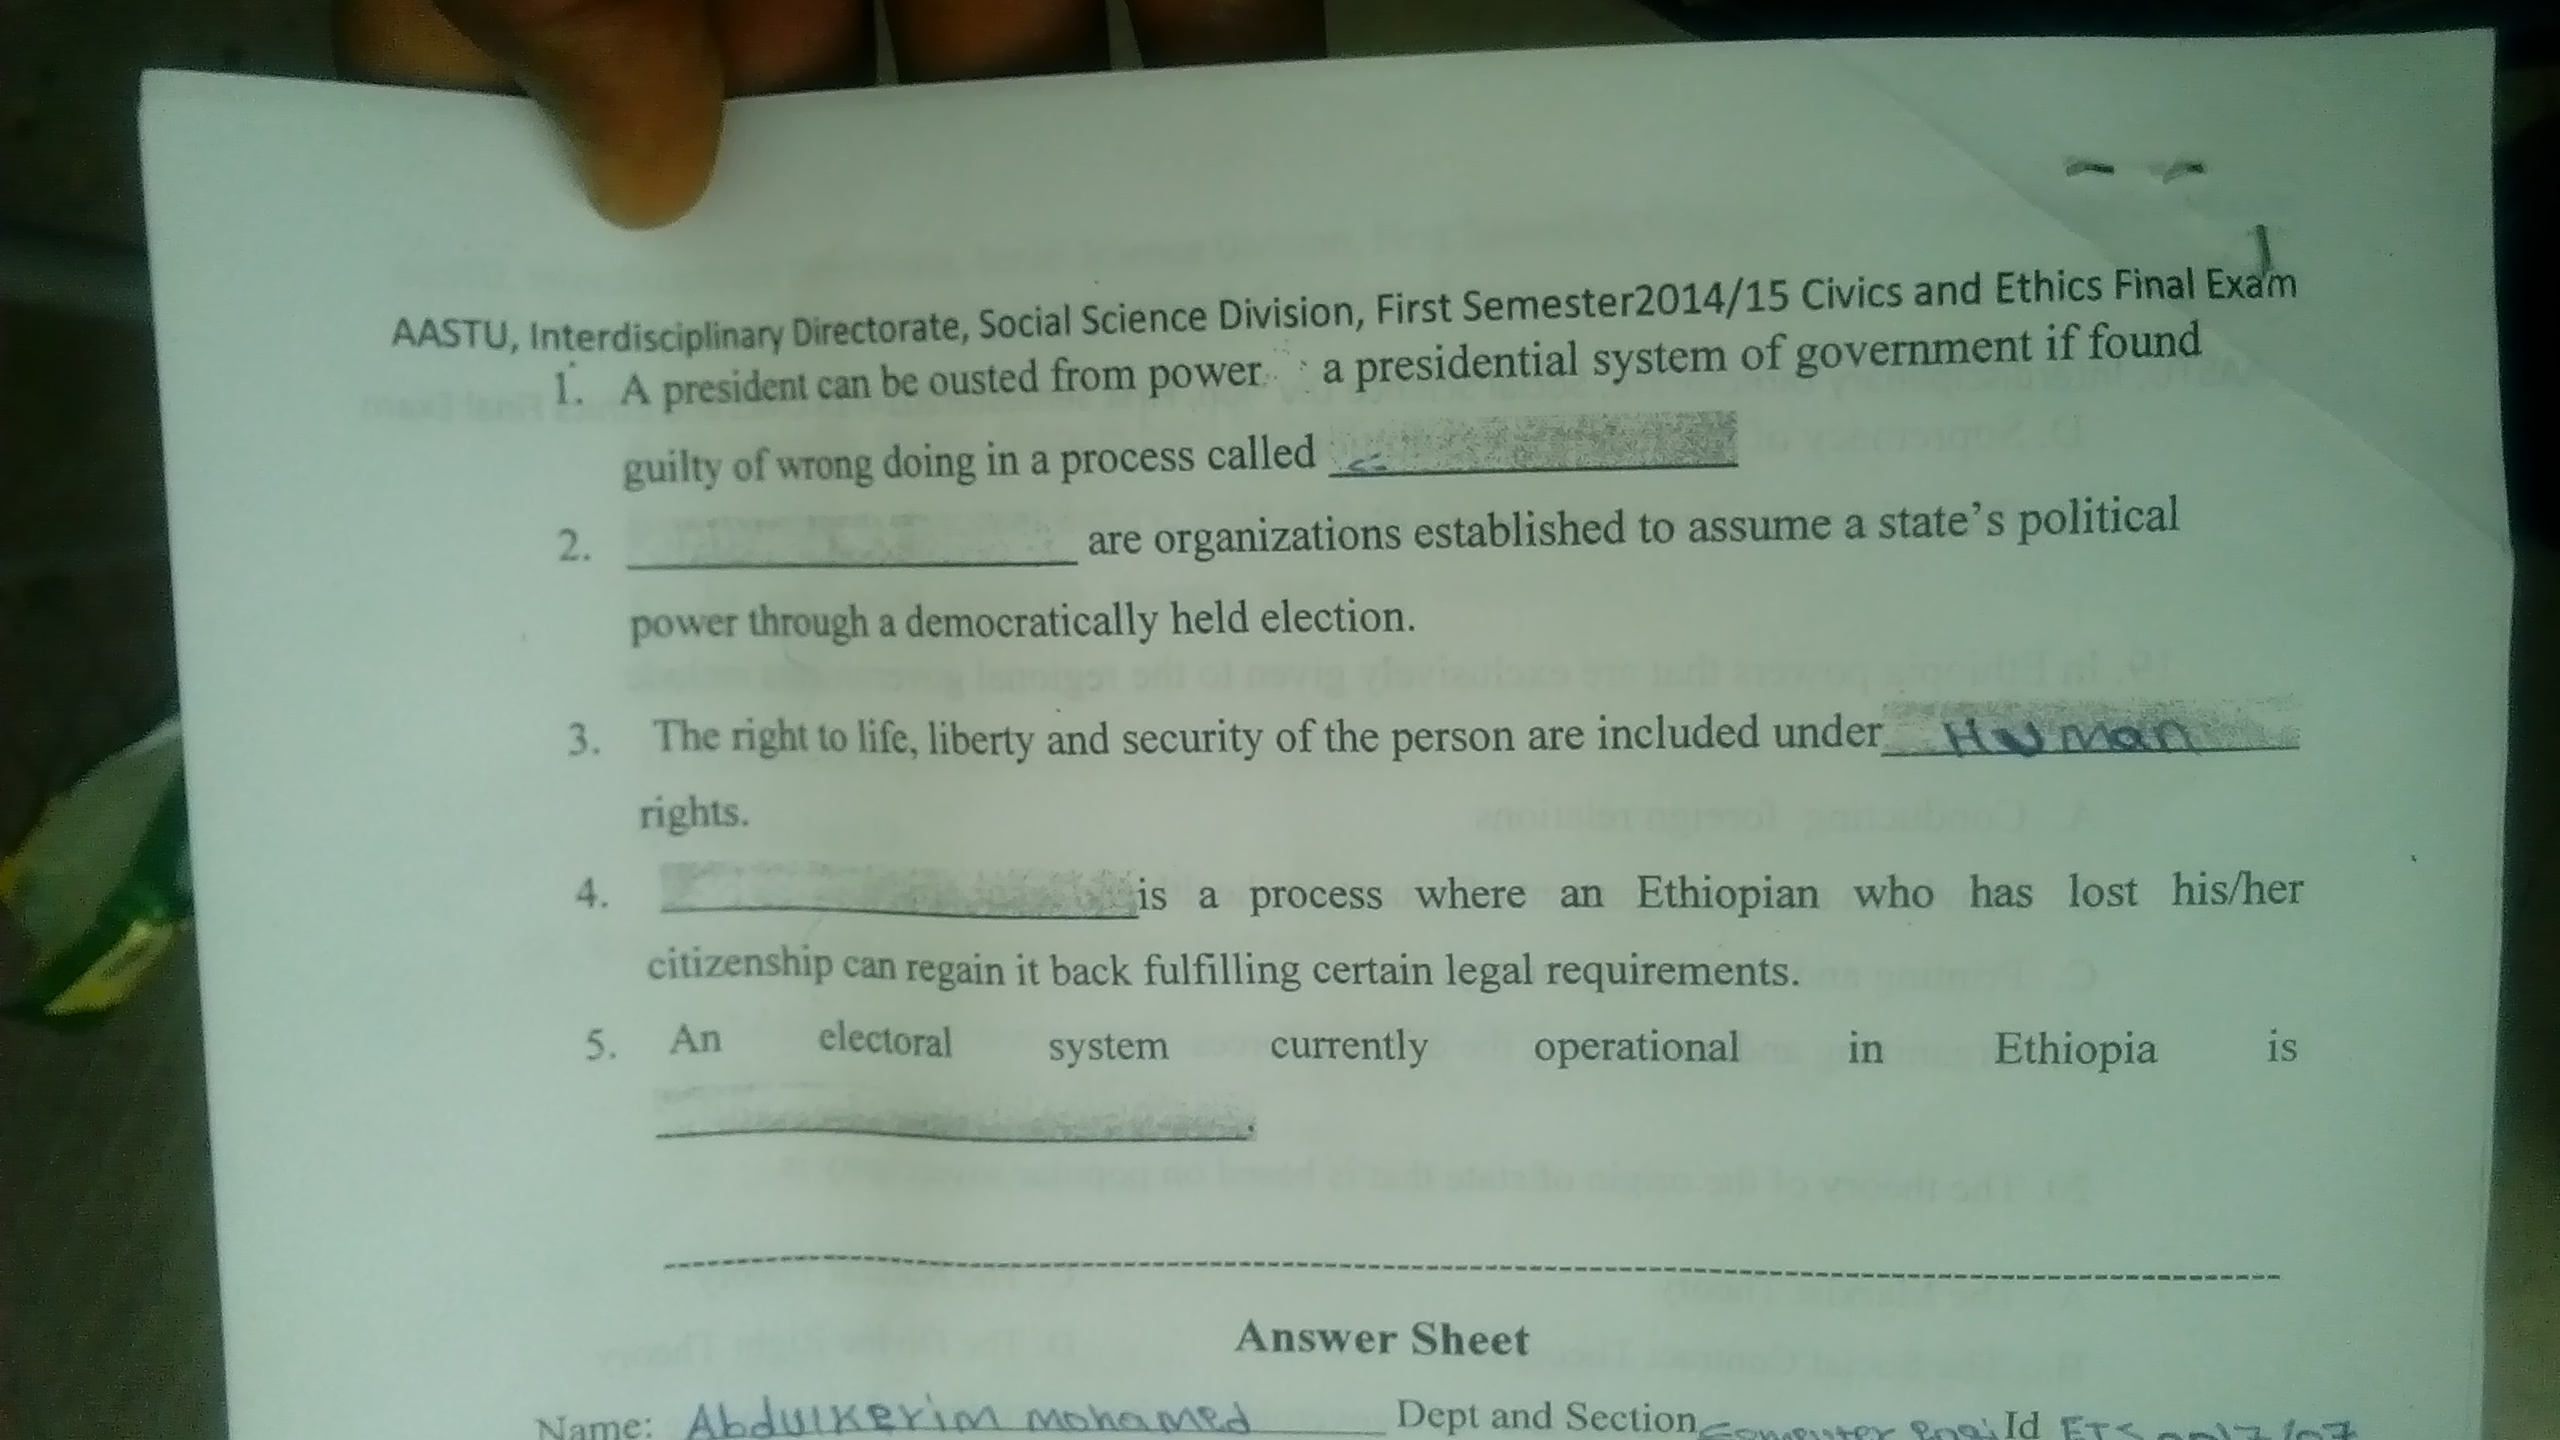 AASTU, Interdisciplinary Directorate, Social Science Division, First Semester2014/15 Civics and Ethics Final Exam
1. A president can be ousted from power a presidential system of government if found
guilty of wrong doing in a process called
2. are organizations established to assume a state's political
power through a democratically held election.
3. The right to life, liberty and security of the person are included under Human
rights.
4. is a process where an Ethiopian who has lost his/her
citizenship can regain it back fulfilling certain legal requirements.
5. An electoral system currently operational in Ethiopia is
.
Answer Sheet
Name: Abdulkerim Mohamed Dept and Section Computer Engi Id ETS 0017/07